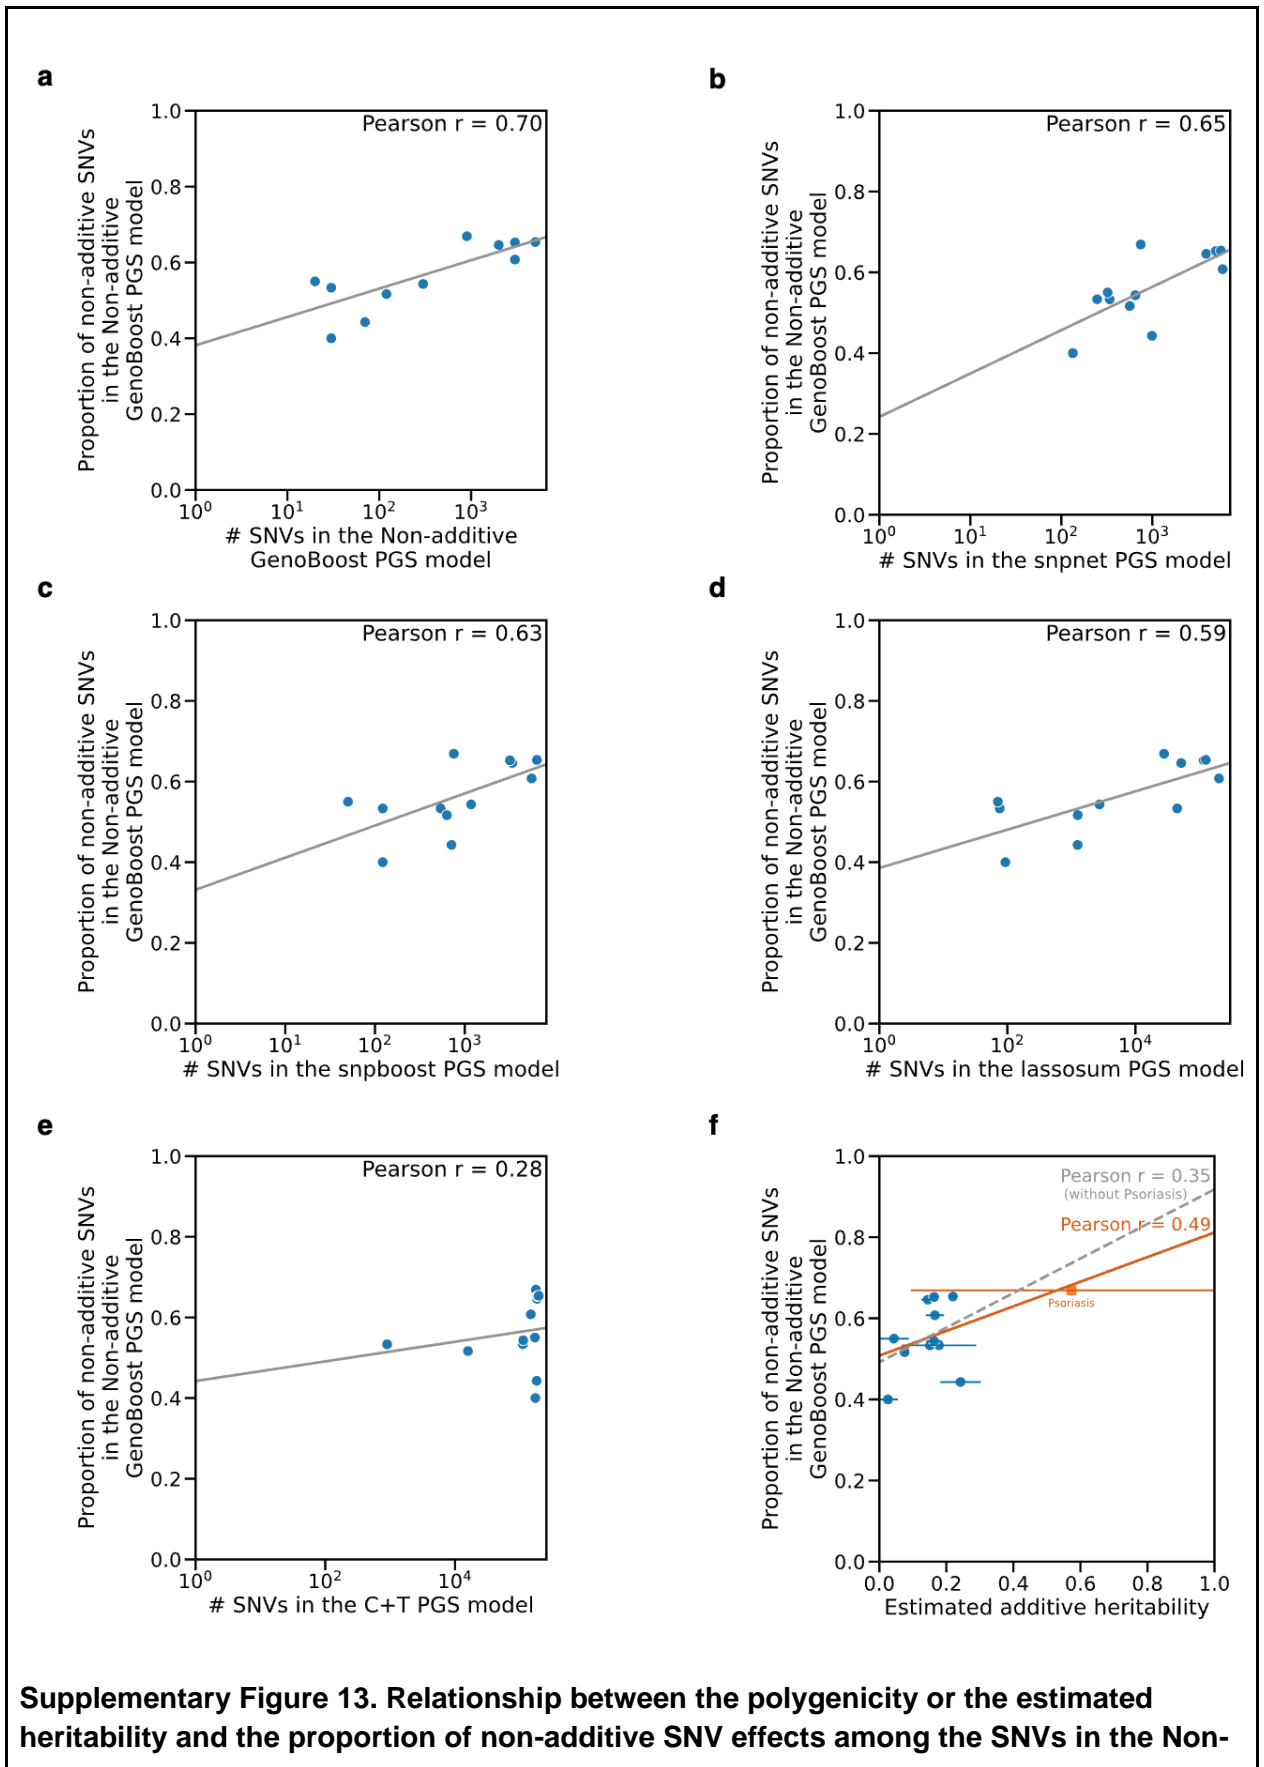 a
Pearson r = 0.70
Proportion of non-additive SNVs
in the Non-additive
GenoBoost PGS model
1.0
0.8
0.6
0.4
0.2
0.0
10⁰ 10¹ 10² 10³
# SNVs in the Non-additive
GenoBoost PGS model
b
Pearson r = 0.65
Proportion of non-additive SNVs
in the Non-additive
GenoBoost PGS model
1.0
0.8
0.6
0.4
0.2
0.0
10⁰ 10¹ 10² 10³
# SNVs in the snpnet PGS model
c
Pearson r = 0.63
Proportion of non-additive SNVs
in the Non-additive
GenoBoost PGS model
1.0
0.8
0.6
0.4
0.2
0.0
10⁰ 10¹ 10² 10³
# SNVs in the snpboost PGS model
d
Pearson r = 0.59
Proportion of non-additive SNVs
in the Non-additive
GenoBoost PGS model
1.0
0.8
0.6
0.4
0.2
0.0
10⁰ 10² 10⁴
# SNVs in the lassosum PGS model
e
Pearson r = 0.28
Proportion of non-additive SNVs
in the Non-additive
GenoBoost PGS model
1.0
0.8
0.6
0.4
0.2
0.0
10⁰ 10² 10⁴
# SNVs in the C+T PGS model
f
Pearson r = 0.35
(without Psoriasis)
Pearson r = 0.49
Psoriasis
Proportion of non-additive SNVs
in the Non-additive
GenoBoost PGS model
1.0
0.8
0.6
0.4
0.2
0.0
0.0 0.2 0.4 0.6 0.8 1.0
Estimated additive heritability
Supplementary Figure 13. Relationship between the polygenicity or the estimated
heritability and the proportion of non-additive SNV effects among the SNVs in the Non-